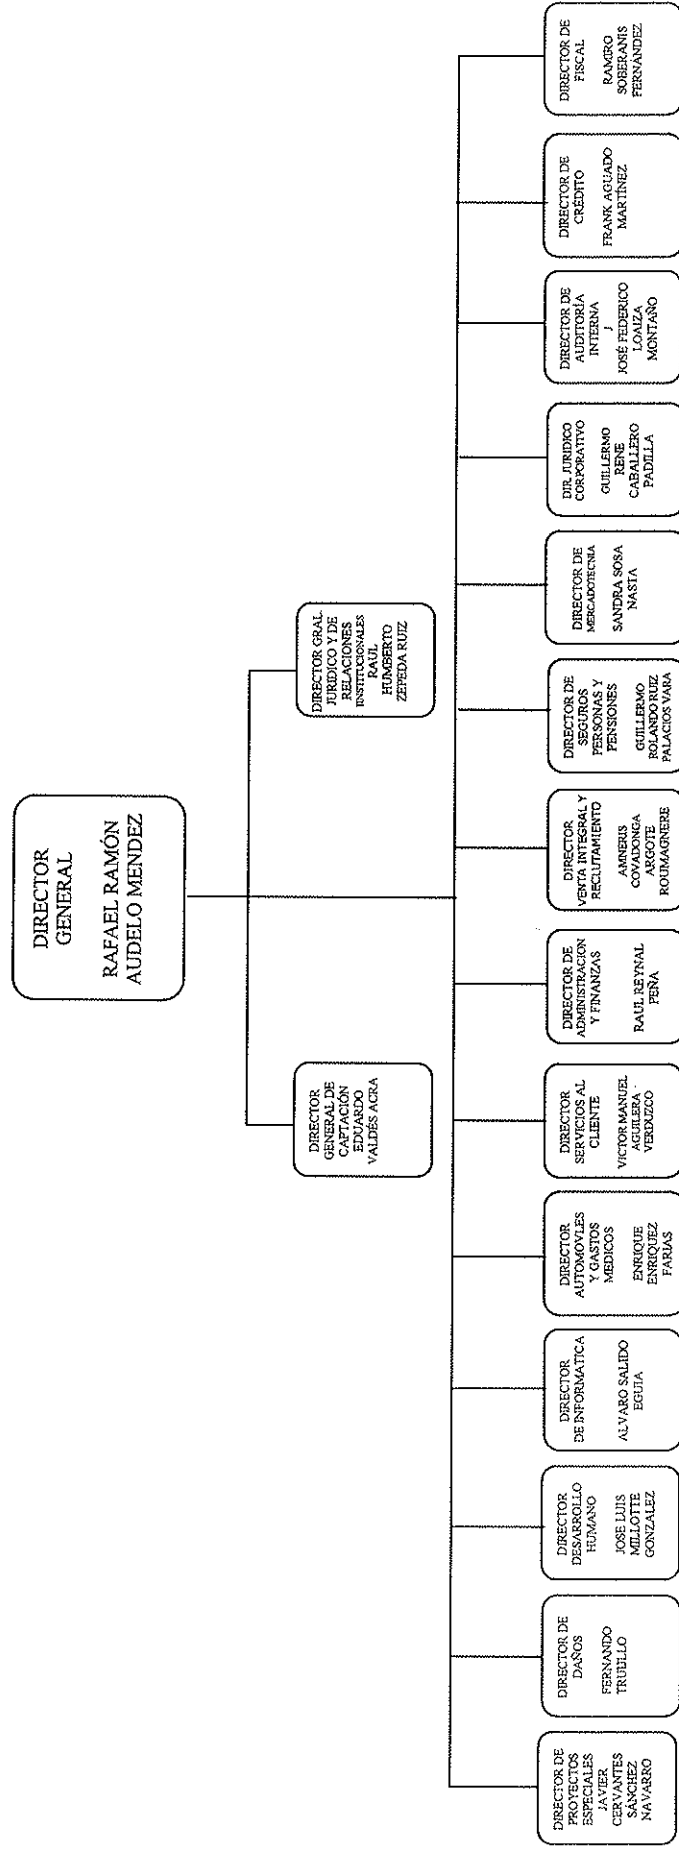 DIRECTOR
GENERAL
RAFAEL RAMÓN
AUDELO MENDEZ
DIRECTOR
GENERAL DE
CAPTACIÓN
EDUARDO
VALDÉS ACRA
DIRECTOR GRAL.
JURIDICO Y DE
RELACIONES
IINSTITUCIONALES
RAÚL
HUMBERTO
ZEPEDA RUIZ
DIRECTOR DE
PROYECTOS
ESPECIALES
JAVIER
CERVANTES
SÁNCHEZ
NAVARRO
DIRECTOR DE
DAÑOS
FERNANDO
TRUJILLO
DIRECTOR
DESARROLLO
HUMANO
JOSE LUIS
MILLOTTE
GONZALEZ
DIRECTOR
DE INFORMATICA
ALVARO SALIDO
EGUIA
DIRECTOR
AUTOMOVLES
Y GASTOS
MEDICOS
ENRIQUE
ENRIQUEZ
FARIAS
DIRECTOR
SERVICIOS AL
CLIENTE
VICTOR MANUEL
AGUILERA
VERDUZCO
DIRECTOR DE
ADMINISTRACION
Y FINANZAS
RAUL REYNAL
PEÑA
DIRECTOR
VENTA INTEGRAL Y
RECLUTAMIENTO
AMNERIS
COVADONGA
ARGOTE
ROUMAGNERE
DIRECTOR DE
SEGUROS
PERSONAS Y
PENSIONES
GUILLERMO
ROLANDO RUIZ
PALACIOS VARA
DIRECTOR DE
MERCADOTECNIA
SANDRA SOSA
NASTA
DIR. JURIDICO
CORPORATIVO
GUILLERMO
RENE
CABALLERO
PADILLA
DIRECTOR DE
AUDITORÍA
INTERNA
J
JOSÉ FEDERICO
LOAIZA
MONTAÑO
DIRECTOR DE
CRÉDITO
FRANK AGUADO
MARTÍNEZ
DIRECTOR DE
FISCAL
RAMIRO
SOBERANIS
FERNÁNDEZ